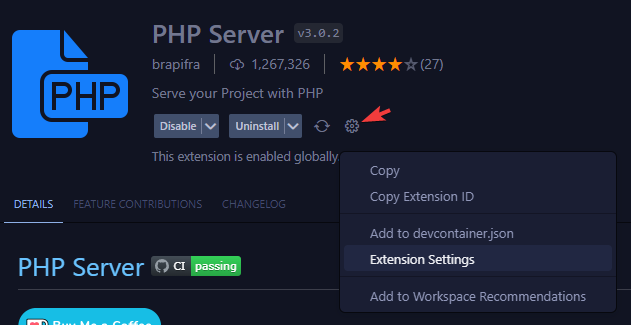 PHP Server v3.0.2
brapifra 1,267,326 (27)
Serve your Project with PHP
PHP
Disable Uninstall
This extension is enabled globally.
Copy
Copy Extension ID
Add to devcontainer.json
Extension Settings
Add to Workspace Recommendations
DETAILS FEATURE CONTRIBUTIONS CHANGELOG
PHP Server CI passing
Buy Me a Coffee